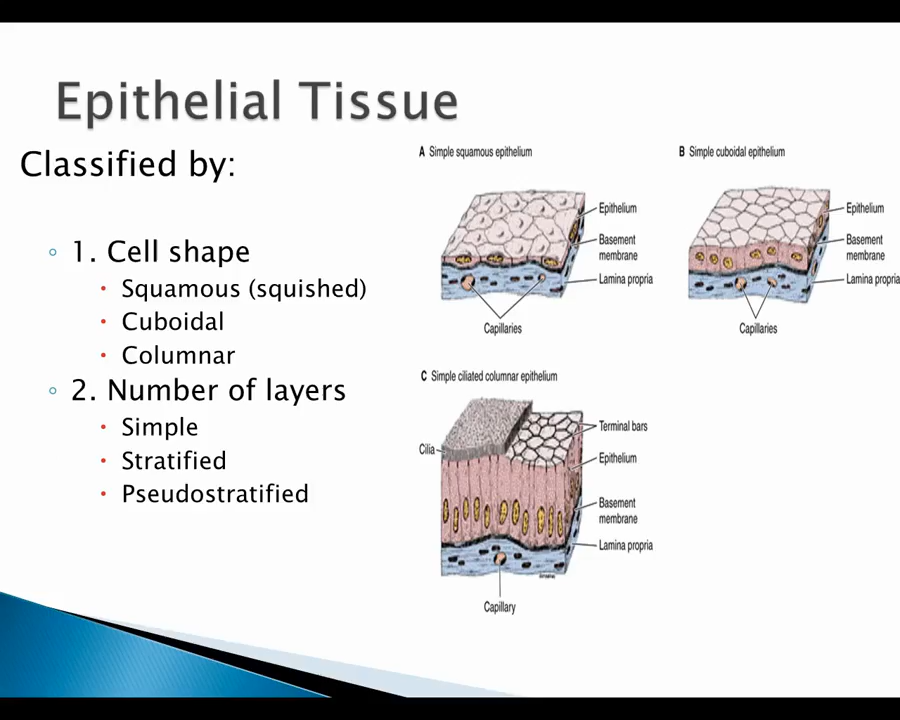 Epithelial Tissue
Classified by:
1. Cell shape
Squamous (squished)
Cuboidal
Columnar
2. Number of layers
Simple
Stratified
Pseudostratified
A Simple squamous epithelium
Epithelium
Basement
membrane
Lamina propria
Capillaries
B Simple cuboidal epithelium
Epithelium
Basement
membrane
Lamina propria
Capillaries
C Simple ciliated columnar epithelium
Cilia
Terminal bars
Epithelium
Basement
membrane
Lamina propria
Capillary